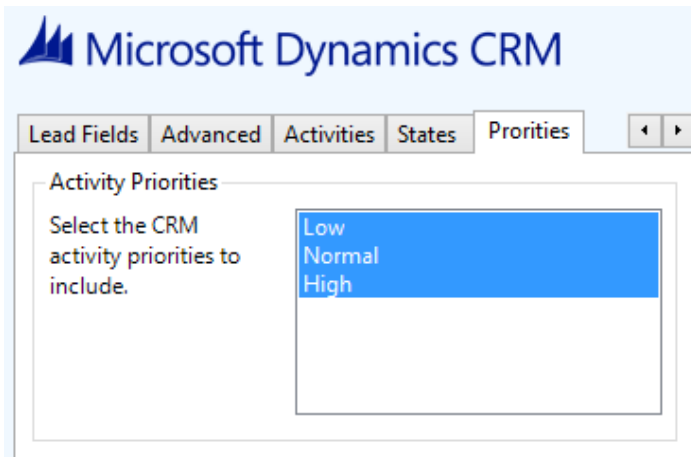 Microsoft Dynamics CRM
Lead Fields Advanced Activities States Prorities
Activity Priorities
Select the CRM
activity priorities to
include.
Low
Normal
High